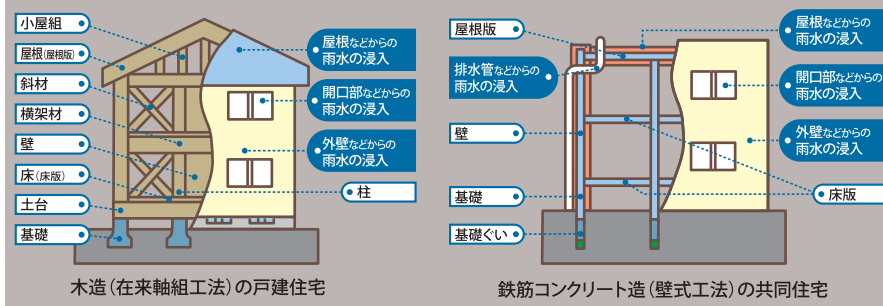 小屋組
屋根(屋根版)
斜材
横架材
壁
床(床版)
土台
基礎
屋根などからの
雨水の浸入
開口部などからの
雨水の浸入
外壁などからの
雨水の浸入
柱
木造(在来軸組工法)の戸建住宅
屋根版
排水管などからの
雨水の浸入
壁
基礎
基礎ぐい
屋根などからの
雨水の浸入
開口部などからの
雨水の浸入
外壁などからの
雨水の浸入
床版
鉄筋コンクリート造(壁式工法)の共同住宅